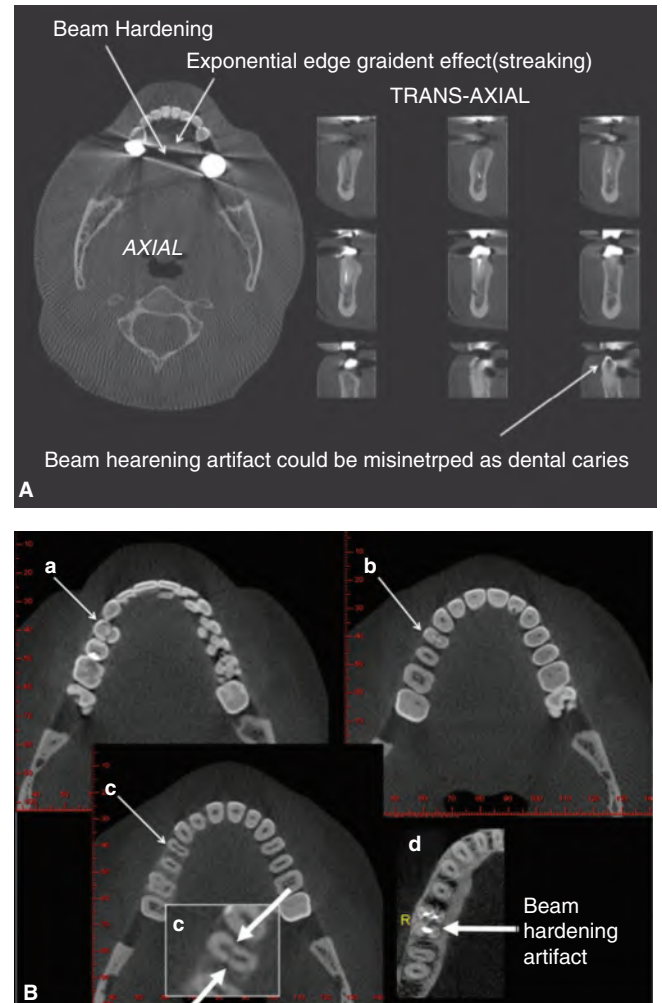 Beam Hardening
Exponential edge graident effect(streaking)
TRANS-AXIAL
AXIAL
Beam hearening artifact could be misinetrped as dental caries
A
a
b
c
c
d
R
Beam
hardening
artifact
B